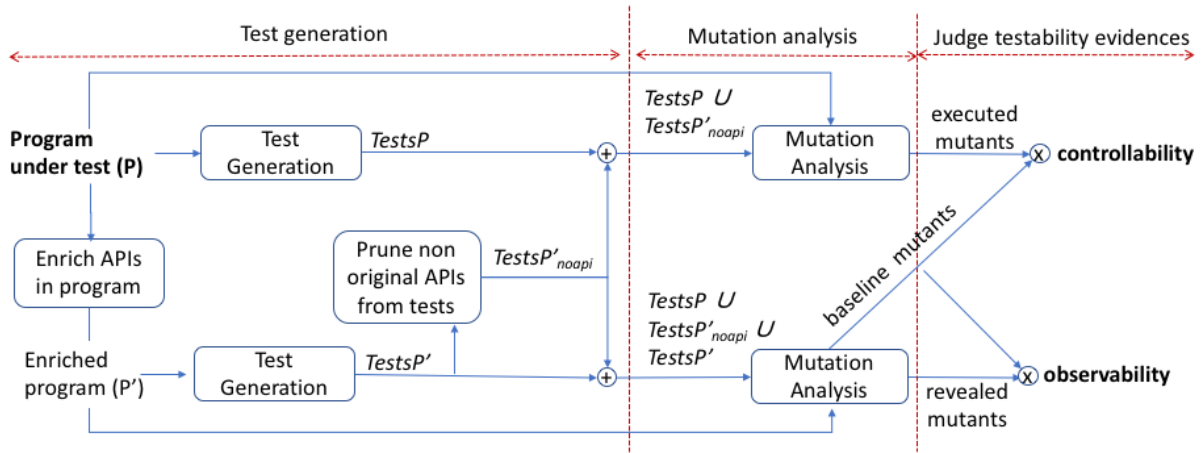 Test generation
Mutation analysis
Judge testability evidences
Program
under test (P)
Test
Generation
TestsP
+
TestsP ∪
TestsP'noapi
Mutation
Analysis
executed
mutants
x
controllability
Enrich APIs
in program
Prune non
original APIs
from tests
TestsP'noapi
baseline mutants
Enriched
program (P')
Test
Generation
TestsP'
+
TestsP ∪
TestsP'noapi ∪
TestsP'
Mutation
Analysis
revealed
mutants
x
observability